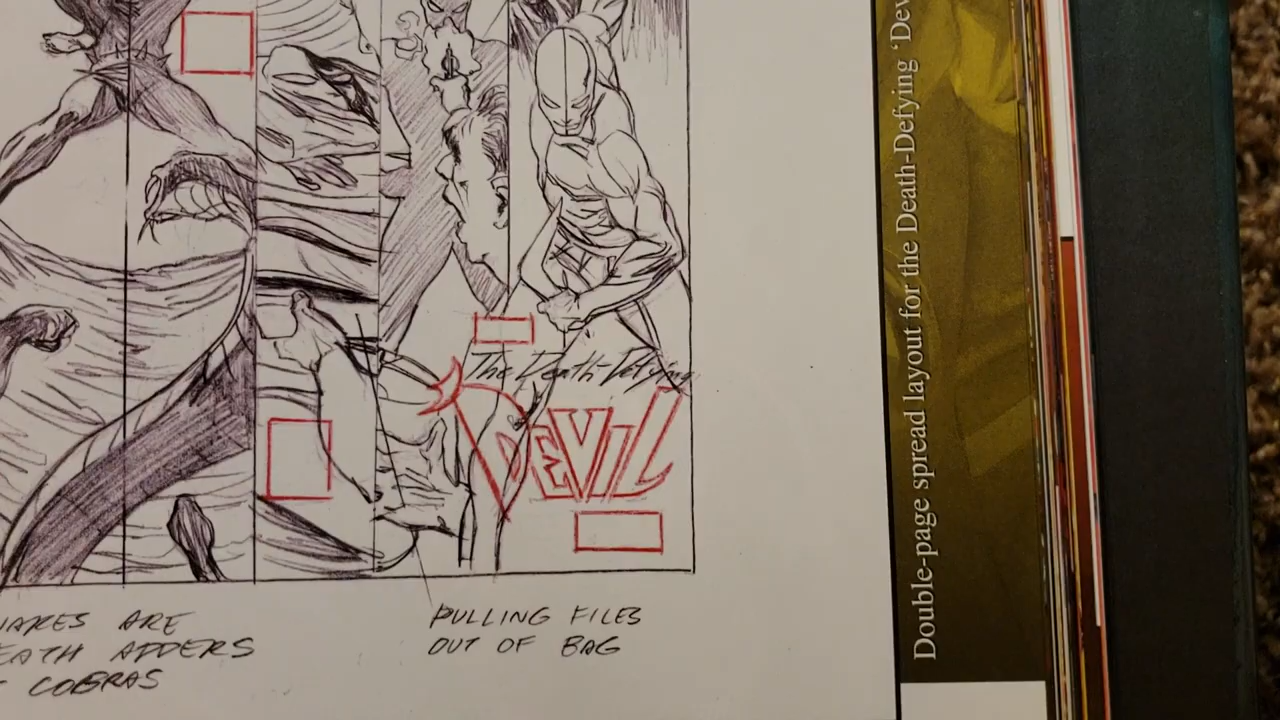 The Death-Defying
DEVIL
ARE
ADDERS
COBRAS
PULLING FILES
OUT OF BAG
Double-page spread layout for the Death-Defying 'Dev